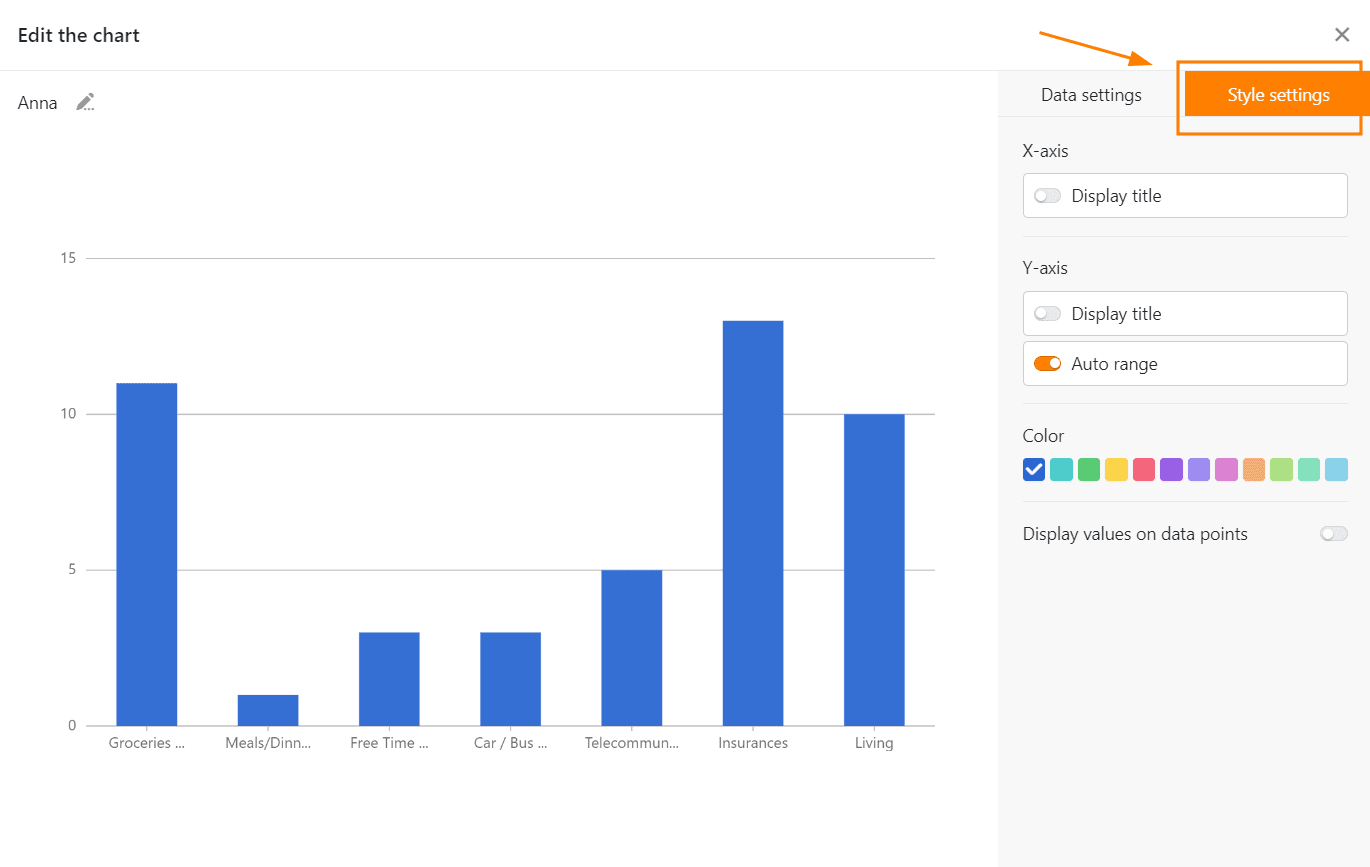 Edit the chart
Anna
Data settings
Style settings
X-axis
Display title
Y-axis
Display title
Auto range
Color
Display values on data points
15
10
5
0
Groceries ...
Meals/Dinn...
Free Time ...
Car / Bus ...
Telecommun...
Insurances
Living